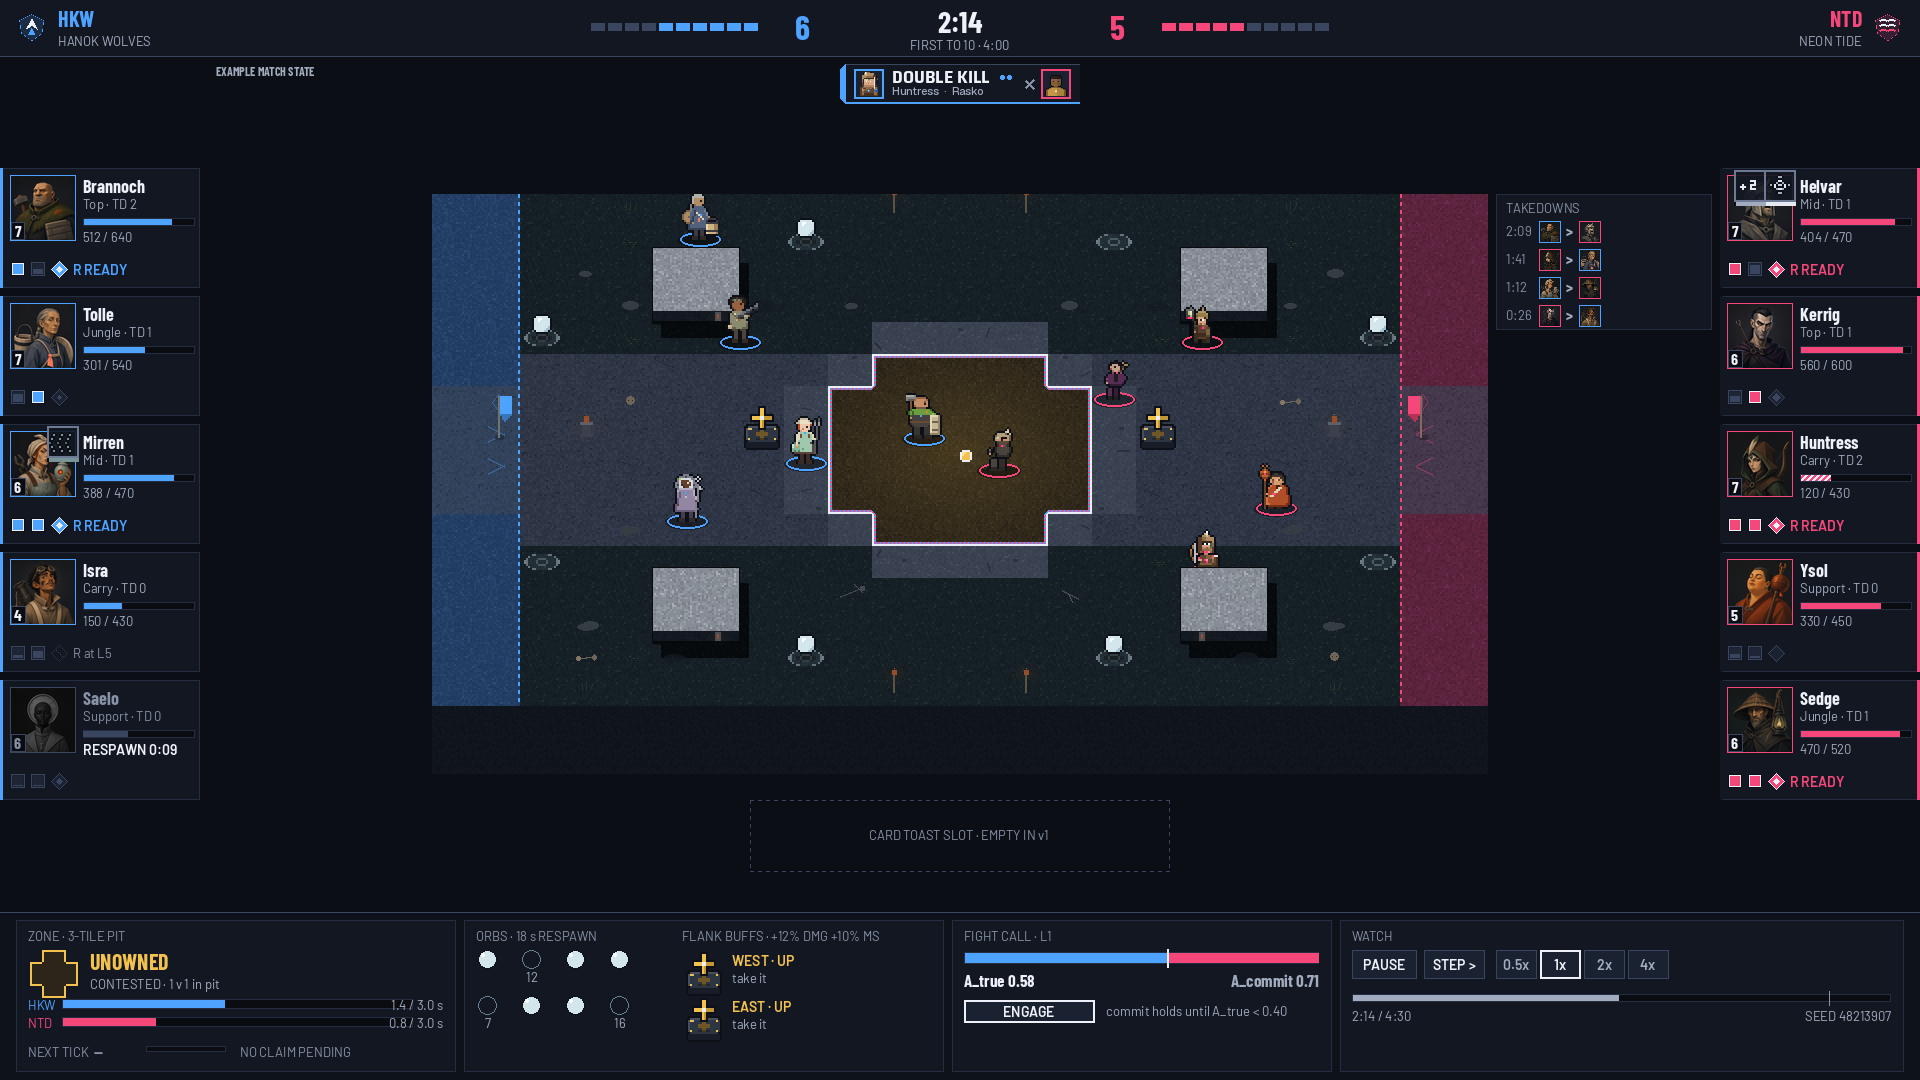 HKW
HANOK WOLVES
6
2:14
FIRST TO 10 · 4:00
5
NTD
NEON TIDE
EXAMPLE MATCH STATE
DOUBLE KILL
Huntress · Rasko
Brannoch
Top · TD 2
7
512 / 640
R READY
Tolle
Jungle · TD 1
7
301 / 540
Mirren
Mid · TD 1
6
388 / 470
R READY
Isra
Carry · TD 0
4
150 / 430
R at L5
Saelo
Support · TD 0
6
RESPAWN 0:09
TAKEDOWNS
2:09 >
1:41 >
1:12 >
0:26 >
+2
Helvar
Mid · TD 1
7
404 / 470
R READY
Kerrig
Top · TD 1
6
560 / 600
Huntress
Carry · TD 2
7
120 / 430
R READY
Ysol
Support · TD 0
5
330 / 450
Sedge
Jungle · TD 1
6
470 / 520
R READY
CARD TOAST SLOT · EMPTY IN v1
ZONE · 3-TILE PIT
UNOWNED
CONTESTED · 1 v 1 in pit
HKW 1.4 / 3.0 s
NTD 0.8 / 3.0 s
NEXT TICK – NO CLAIM PENDING
ORBS · 18 s RESPAWN
12
7
16
FLANK BUFFS · +12% DMG +10% MS
WEST · UP
take it
EAST · UP
take it
FIGHT CALL · L1
A_true 0.58
A_commit 0.71
ENGAGE
commit holds until A_true < 0.40
WATCH
PAUSE
STEP >
0.5x
1x
2x
4x
2:14 / 4:30
SEED 48213907